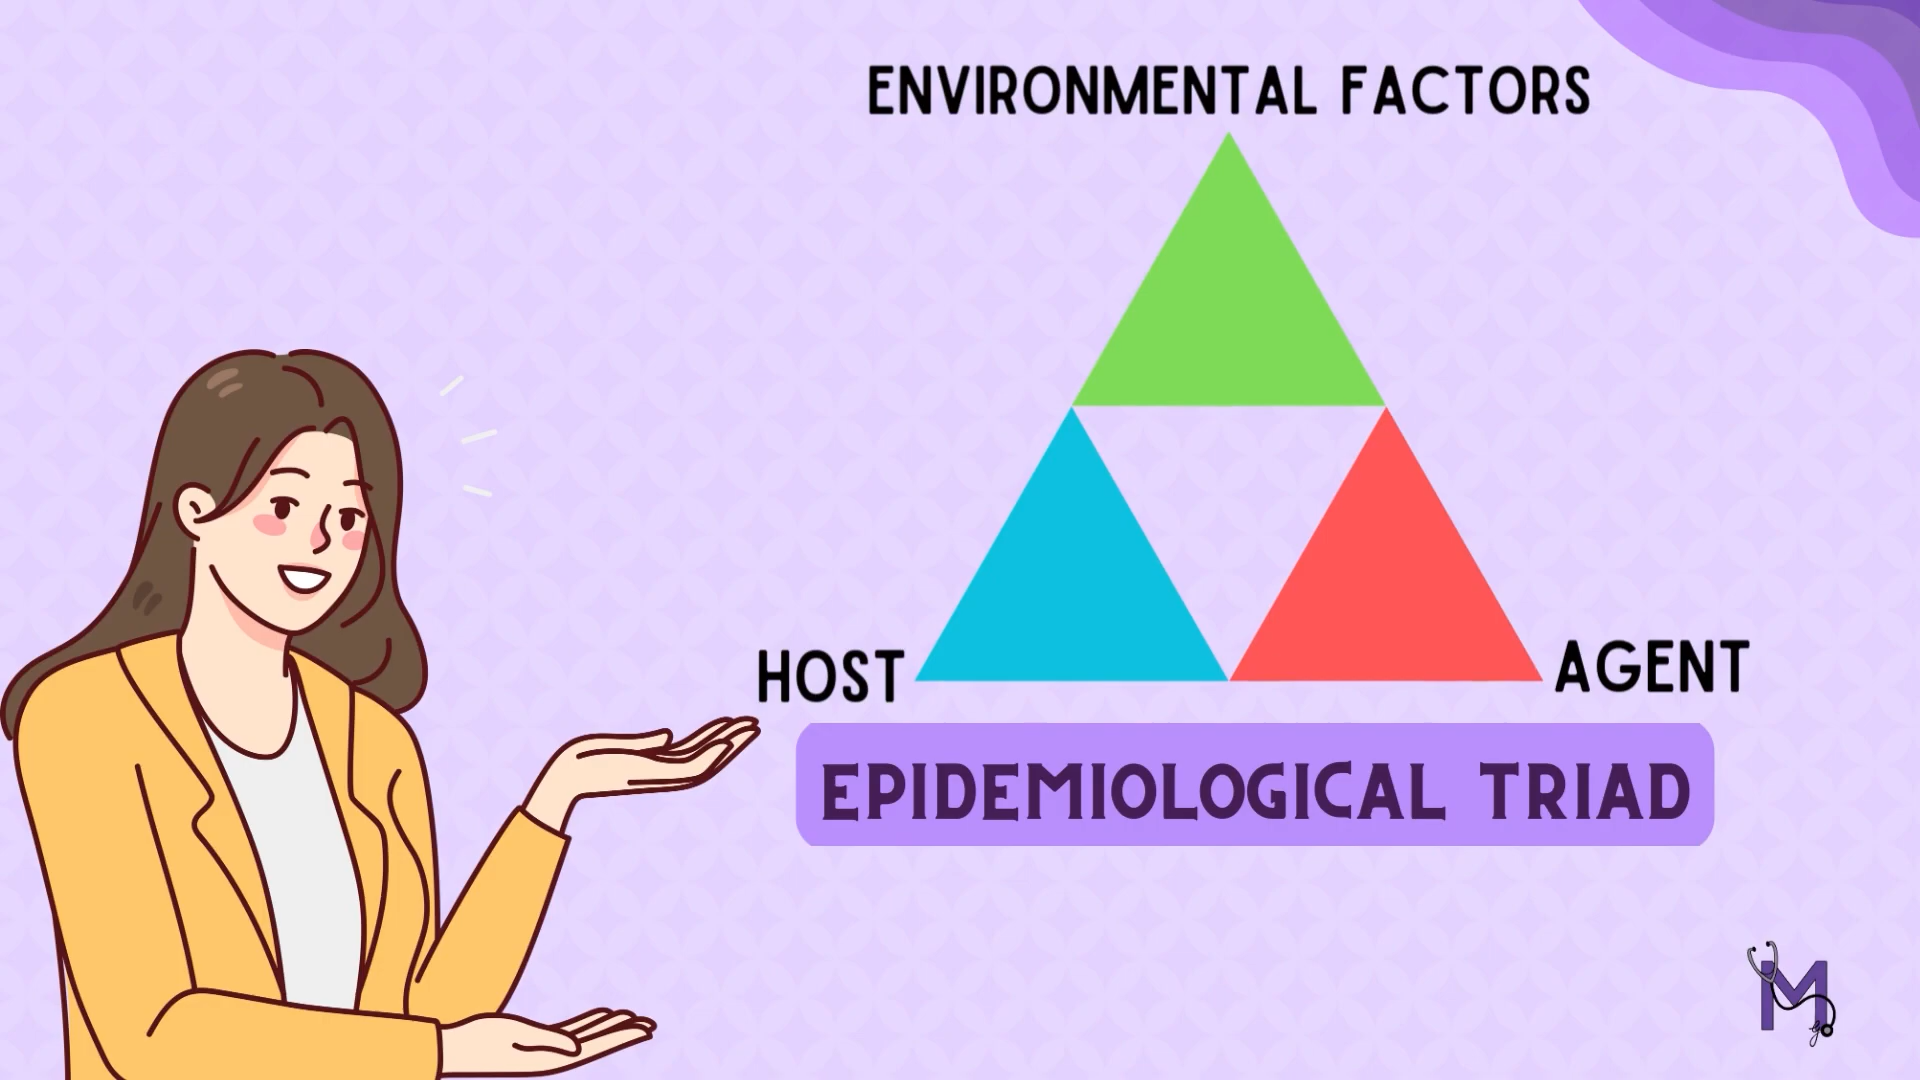 ENVIRONMENTAL FACTORS
HOST
AGENT
EPIDEMIOLOGICAL TRIAD
M